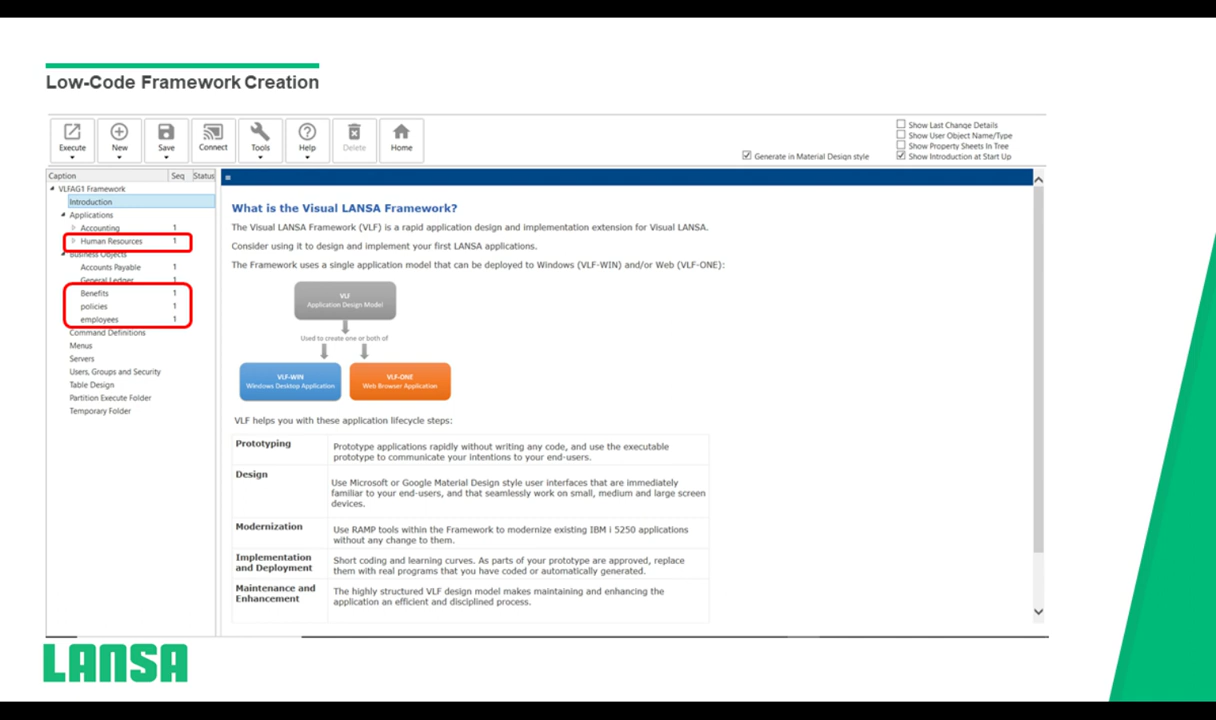 Low-Code Framework Creation
Execute
New
Save
Connect
Tools
Help
Delete
Home
Generate in Material Design style
Show Last Change Details
Show User Object Name/Type
Show Property Sheets In Tree
Show Introduction at Start Up
Caption Seq Status
VLFAG1 Framework
Introduction
Applications
Accounting 1
Human Resources 1
Business Objects
Accounts Payable 1
General Ledger 1
Benefits 1
policies 1
employees 1
Command Definitions
Menus
Servers
Users, Groups and Security
Table Design
Partition Execute Folder
Temporary Folder
What is the Visual LANSA Framework?
The Visual LANSA Framework (VLF) is a rapid application design and implementation extension for Visual LANSA.
Consider using it to design and implement your first LANSA applications.
The Framework uses a single application model that can be deployed to Windows (VLF-WIN) and/or Web (VLF-ONE):
VLF
Application Design Model
Used to create one or both of
VLF-WIN
Windows Desktop Application
VLF-ONE
Web Browser Application
VLF helps you with these application lifecycle steps:
Prototyping
Prototype applications rapidly without writing any code, and use the executable
prototype to communicate your intentions to your end-users.
Design
Use Microsoft or Google Material Design style user interfaces that are immediately
familiar to your end-users, and that seamlessly work on small, medium and large screen
devices.
Modernization
Use RAMP tools within the Framework to modernize existing IBM i 5250 applications
without any change to them.
Implementation
and Deployment
Short coding and learning curves. As parts of your prototype are approved, replace
them with real programs that you have coded or automatically generated.
Maintenance and
Enhancement
The highly structured VLF design model makes maintaining and enhancing the
application an efficient and disciplined process.
LANSA